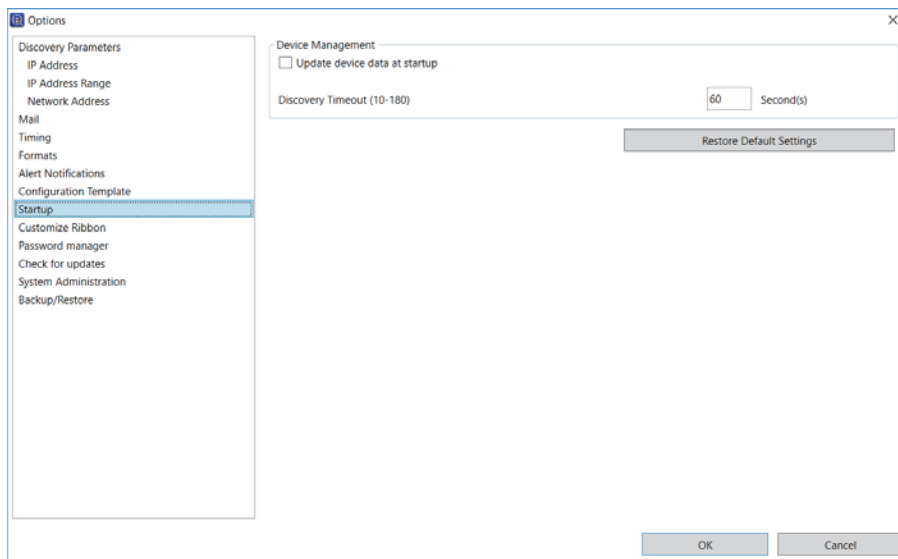 Options
Discovery Parameters
IP Address
IP Address Range
Network Address
Mail
Timing
Formats
Alert Notifications
Configuration Template
Startup
Customize Ribbon
Password manager
Check for updates
System Administration
Backup/Restore
Device Management
Update device data at startup
Discovery Timeout (10-180) 60 Second(s)
Restore Default Settings
OK Cancel